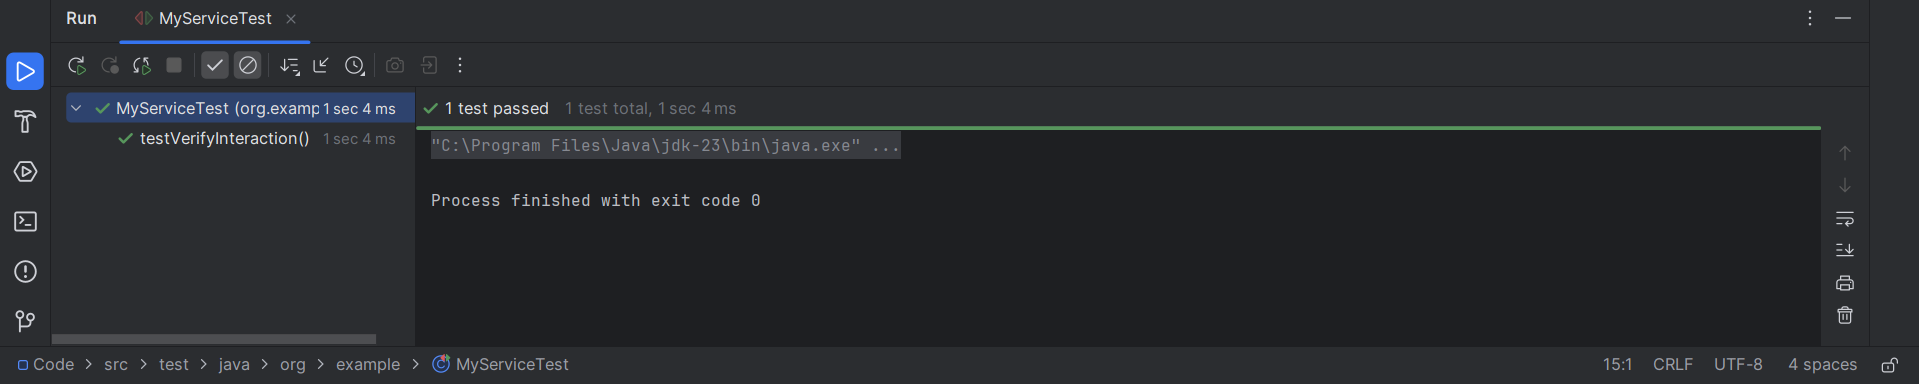 Run MyServiceTest
MyServiceTest (org.examp 1 sec 4 ms
testVerifyInteraction() 1 sec 4 ms
1 test passed 1 test total, 1 sec 4 ms
"C:\Program Files\Java\jdk-23\bin\java.exe" ...
Process finished with exit code 0
Code > src > test > java > org > example > MyServiceTest 15:1 CRLF UTF-8 4 spaces